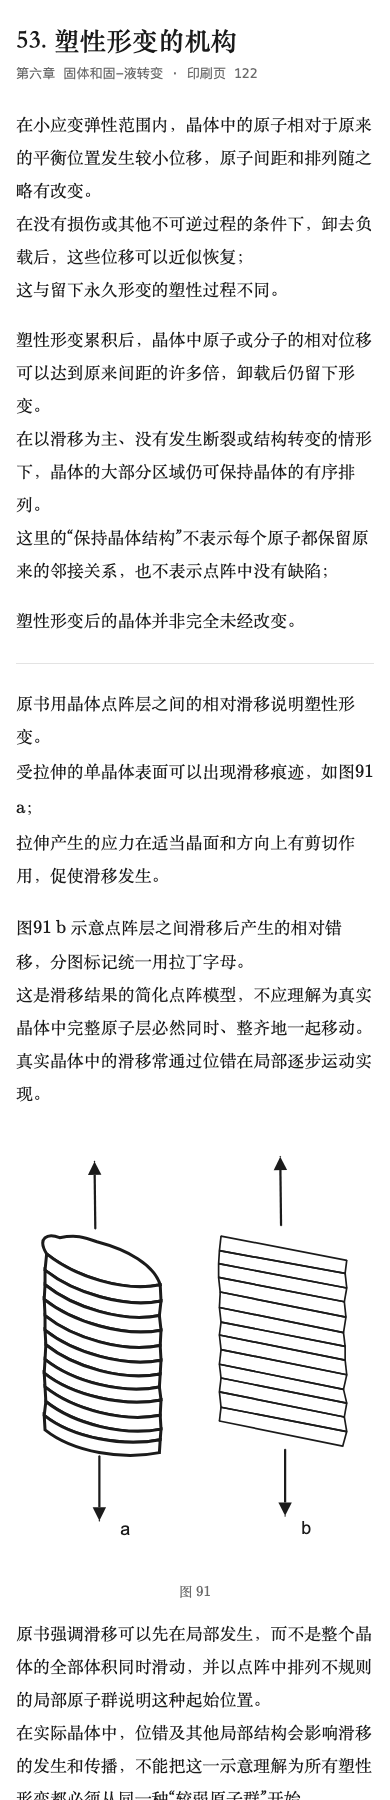 53. 塑性形变的机构
第六章 固体和固–液转变 · 印刷页 122
在小应变弹性范围内，晶体中的原子相对于原来
的平衡位置发生较小位移，原子间距和排列随之
略有改变。
在没有损伤或其他不可逆过程的条件下，卸去负
载后，这些位移可以近似恢复；
这与留下永久形变的塑性过程不同。
塑性形变累积后，晶体中原子或分子的相对位移
可以达到原来间距的许多倍，卸载后仍留下形
变。
在以滑移为主、没有发生断裂或结构转变的情形
下，晶体的大部分区域仍可保持晶体的有序排
列。
这里的“保持晶体结构”不表示每个原子都保留原
来的邻接关系，也不表示点阵中没有缺陷；
塑性形变后的晶体并非完全未经改变。
原书用晶体点阵层之间的相对滑移说明塑性形
变。
受拉伸的单晶体表面可以出现滑移痕迹，如图91
a；
拉伸产生的应力在适当晶面和方向上有剪切作
用，促使滑移发生。
图91 b 示意点阵层之间滑移后产生的相对错
移，分图标记统一用拉丁字母。
这是滑移结果的简化点阵模型，不应理解为真实
晶体中完整原子层必然同时、整齐地一起移动。
真实晶体中的滑移常通过位错在局部逐步运动实
现。
a
b
图 91
原书强调滑移可以先在局部发生，而不是整个晶
体的全部体积同时滑动，并以点阵中排列不规则
的局部原子群说明这种起始位置。
在实际晶体中，位错及其他局部结构会影响滑移
的发生和传播，不能把这一示意理解为所有塑性
形变都必须从同一种“较弱原子群”开始